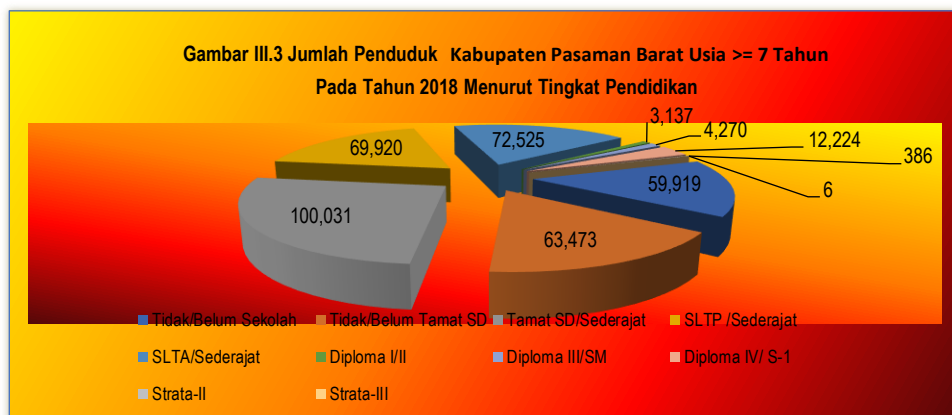 Gambar III.3 Jumlah Penduduk Kabupaten Pasaman Barat Usia >= 7 Tahun
Pada Tahun 2018 Menurut Tingkat Pendidikan
3,137
72,525
4,270
12,224
69,920
386
59,919
6
100,031
63,473
Tidak/Belum Sekolah
Tidak/Belum Tamat SD
Tamat SD/Sederajat
SLTP /Sederajat
SLTA/Sederajat
Diploma I/II
Diploma III/SM
Diploma IV/ S-1
Strata-II
Strata-III